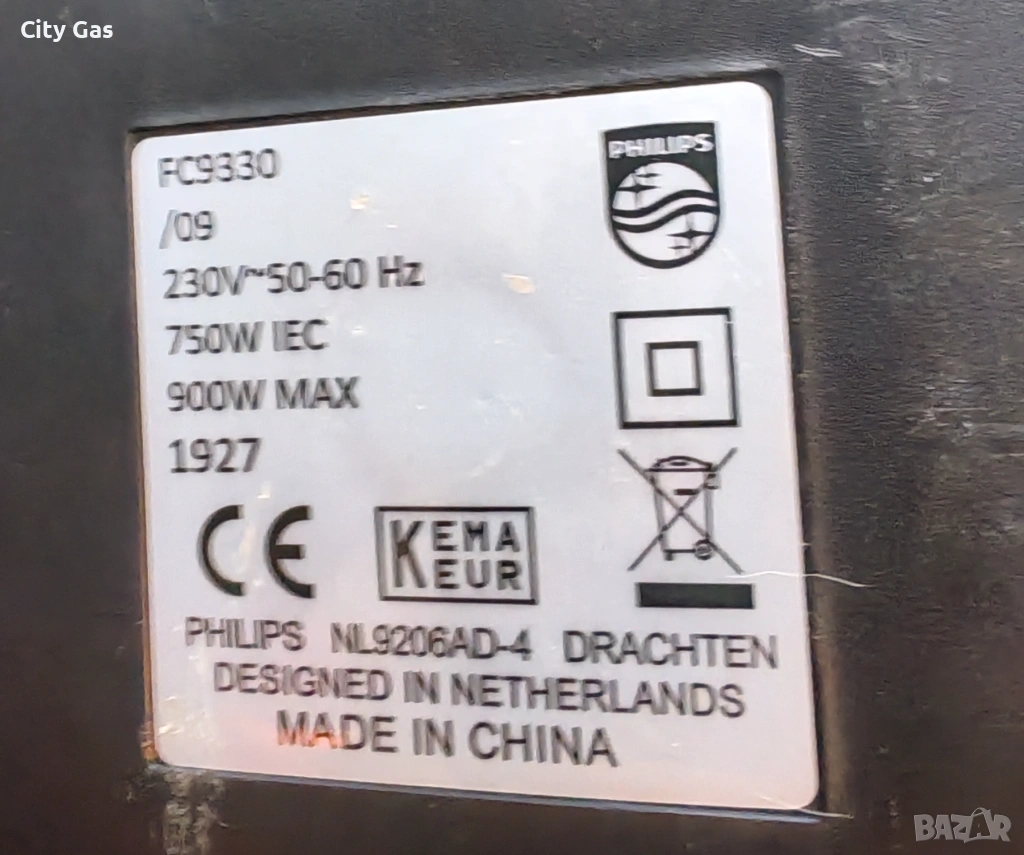 City Gas
FC9330
/09
230V~50-60 Hz
750W IEC
900W MAX
1927
PHILIPS
CE
KEMA
EUR
PHILIPS NL9206AD-4 DRACHTEN
DESIGNED IN NETHERLANDS
MADE IN CHINA
BAZAR